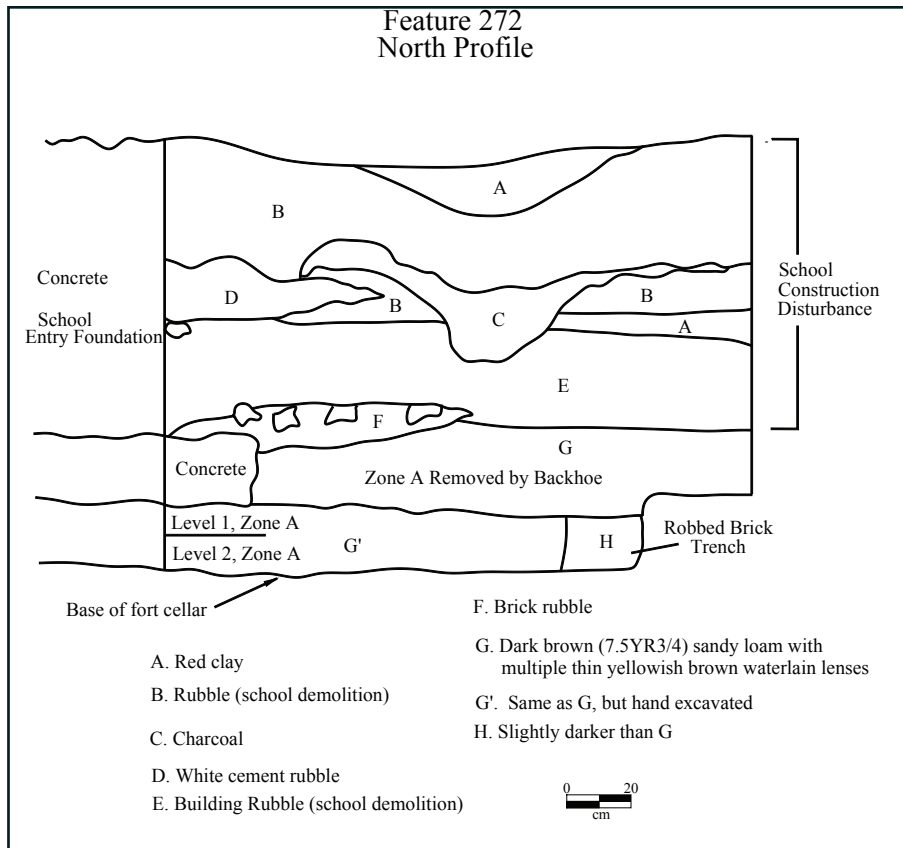 Feature 272
North Profile
A
B
Concrete
School
Entry Foundation
D
B
C
B
A
School
Construction
Disturbance
E
F
G
Concrete
Zone A Removed by Backhoe
Level 1, Zone A
Level 2, Zone A
G'
H
Robbed Brick
Trench
Base of fort cellar
A. Red clay
B. Rubble (school demolition)
C. Charcoal
D. White cement rubble
E. Building Rubble (school demolition)
F. Brick rubble
G. Dark brown (7.5YR3/4) sandy loam with
multiple thin yellowish brown waterlain lenses
G'. Same as G, but hand excavated
H. Slightly darker than G
0 20
cm